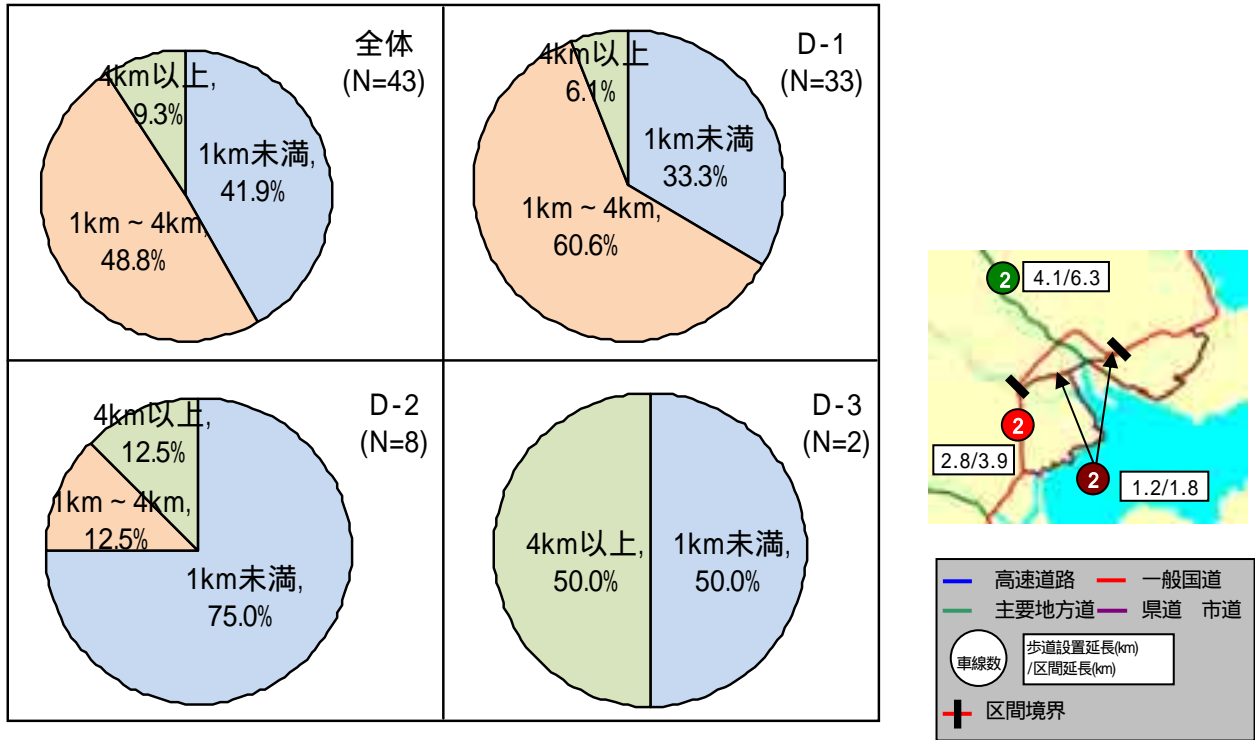 全体
(N=43)
4km以上,
9.3%
1km未満,
41.9%
1km ~ 4km,
48.8%
D-1
(N=33)
4km以上
6.1%
1km未満
33.3%
1km ~ 4km,
60.6%
D-2
(N=8)
4km以上,
12.5%
1km ~ 4km,
12.5%
1km未満,
75.0%
D-3
(N=2)
4km以上,
50.0%
1km未満,
50.0%
2
4.1/6.3
2
2.8/3.9
2
1.2/1.8
高速道路 一般国道
主要地方道 県道 市道
車線数
歩道設置延長(km)
/区間延長(km)
区間境界